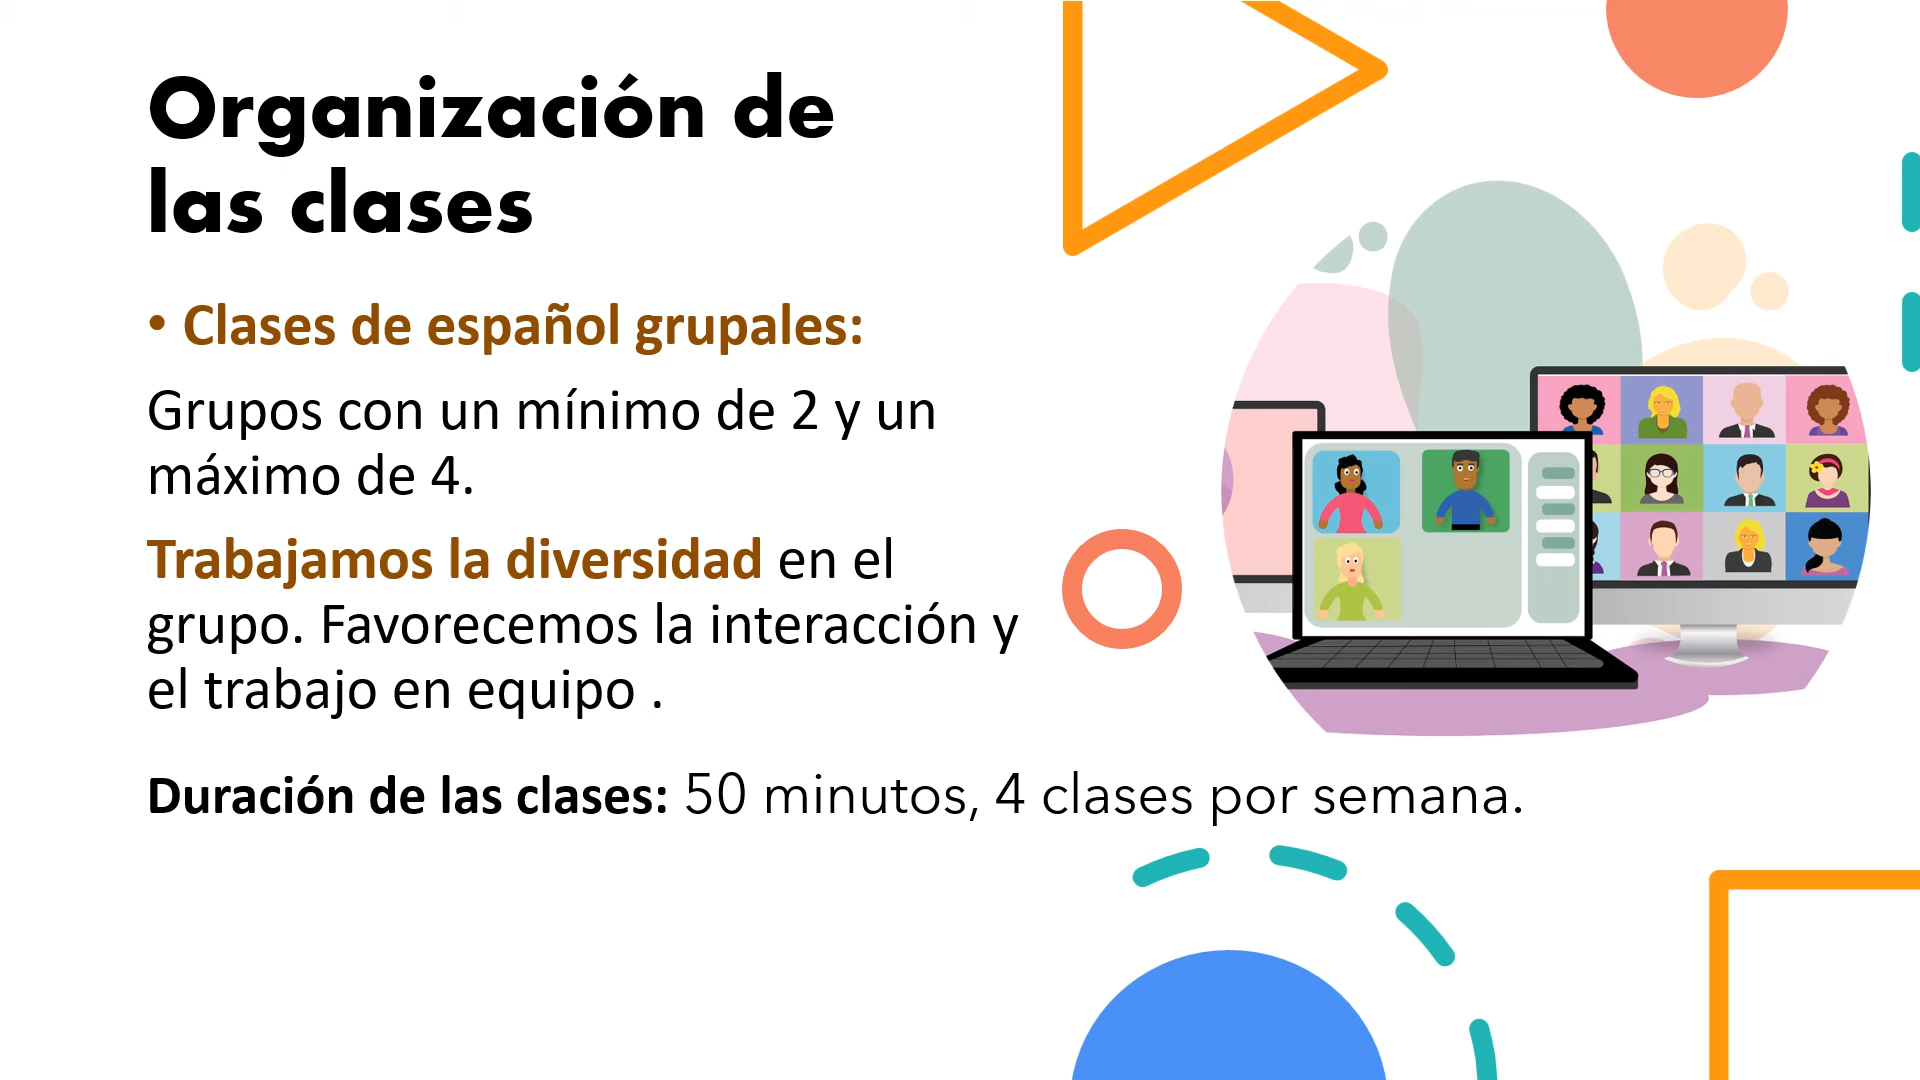 Organización de
las clases
• Clases de español grupales:
Grupos con un mínimo de 2 y un
máximo de 4.
Trabajamos la diversidad en el
grupo. Favorecemos la interacción y
el trabajo en equipo .
Duración de las clases: 50 minutos, 4 clases por semana.